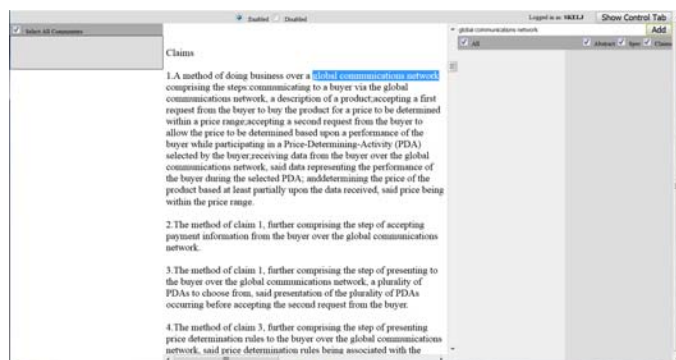 Enabled Disabled
Logged in as: SKELJ
Show Control Tab
Select All Commenters
global communications network
Add
All
Abstract Spec Claims
Claims
1.A method of doing business over a global communications network
comprising the steps:communicating to a buyer via the global
communications network, a description of a product;accepting a first
request from the buyer to buy the product for a price to be determined
within a price range;accepting a second request from the buyer to
allow the price to be determined based upon a performance of the
buyer while participating in a Price-Determining-Activity (PDA)
selected by the buyer;receiving data from the buyer over the global
communications network, said data representing the performance of
the buyer during the selected PDA; anddetermining the price of the
product based at least partially upon the data received, said price being
within the price range.
2.The method of claim 1, further comprising the step of accepting
payment information from the buyer over the global communications
network.
3.The method of claim 1, further comprising the step of presenting to
the buyer over the global communications network, a plurality of
PDAs to choose from, said presentation of the plurality of PDAs
occurring before accepting the second request from the buyer.
4.The method of claim 3, further comprising the step of presenting
price determination rules to the buyer over the global communications
network, said price determination rules being associated with the